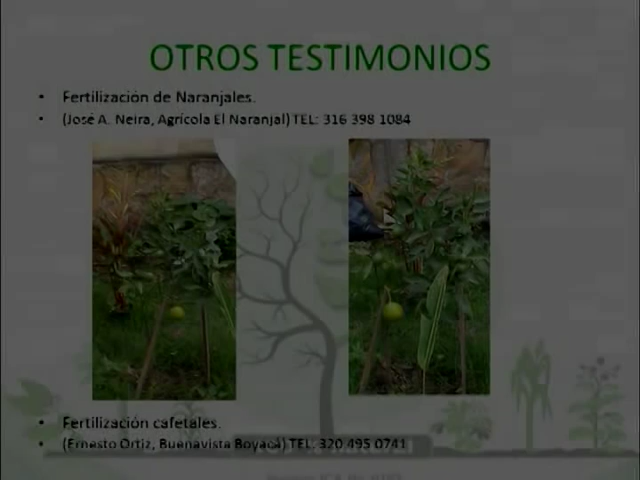 OTROS TESTIMONIOS
• Fertilización de Naranjales.
• (José A. Neira, Agrícola El Naranjal) TEL: 316 398 1084
• Fertilización cafetales.
• (Ernesto Ortiz, Buenavista Boyacá) TEL: 320 495 0741